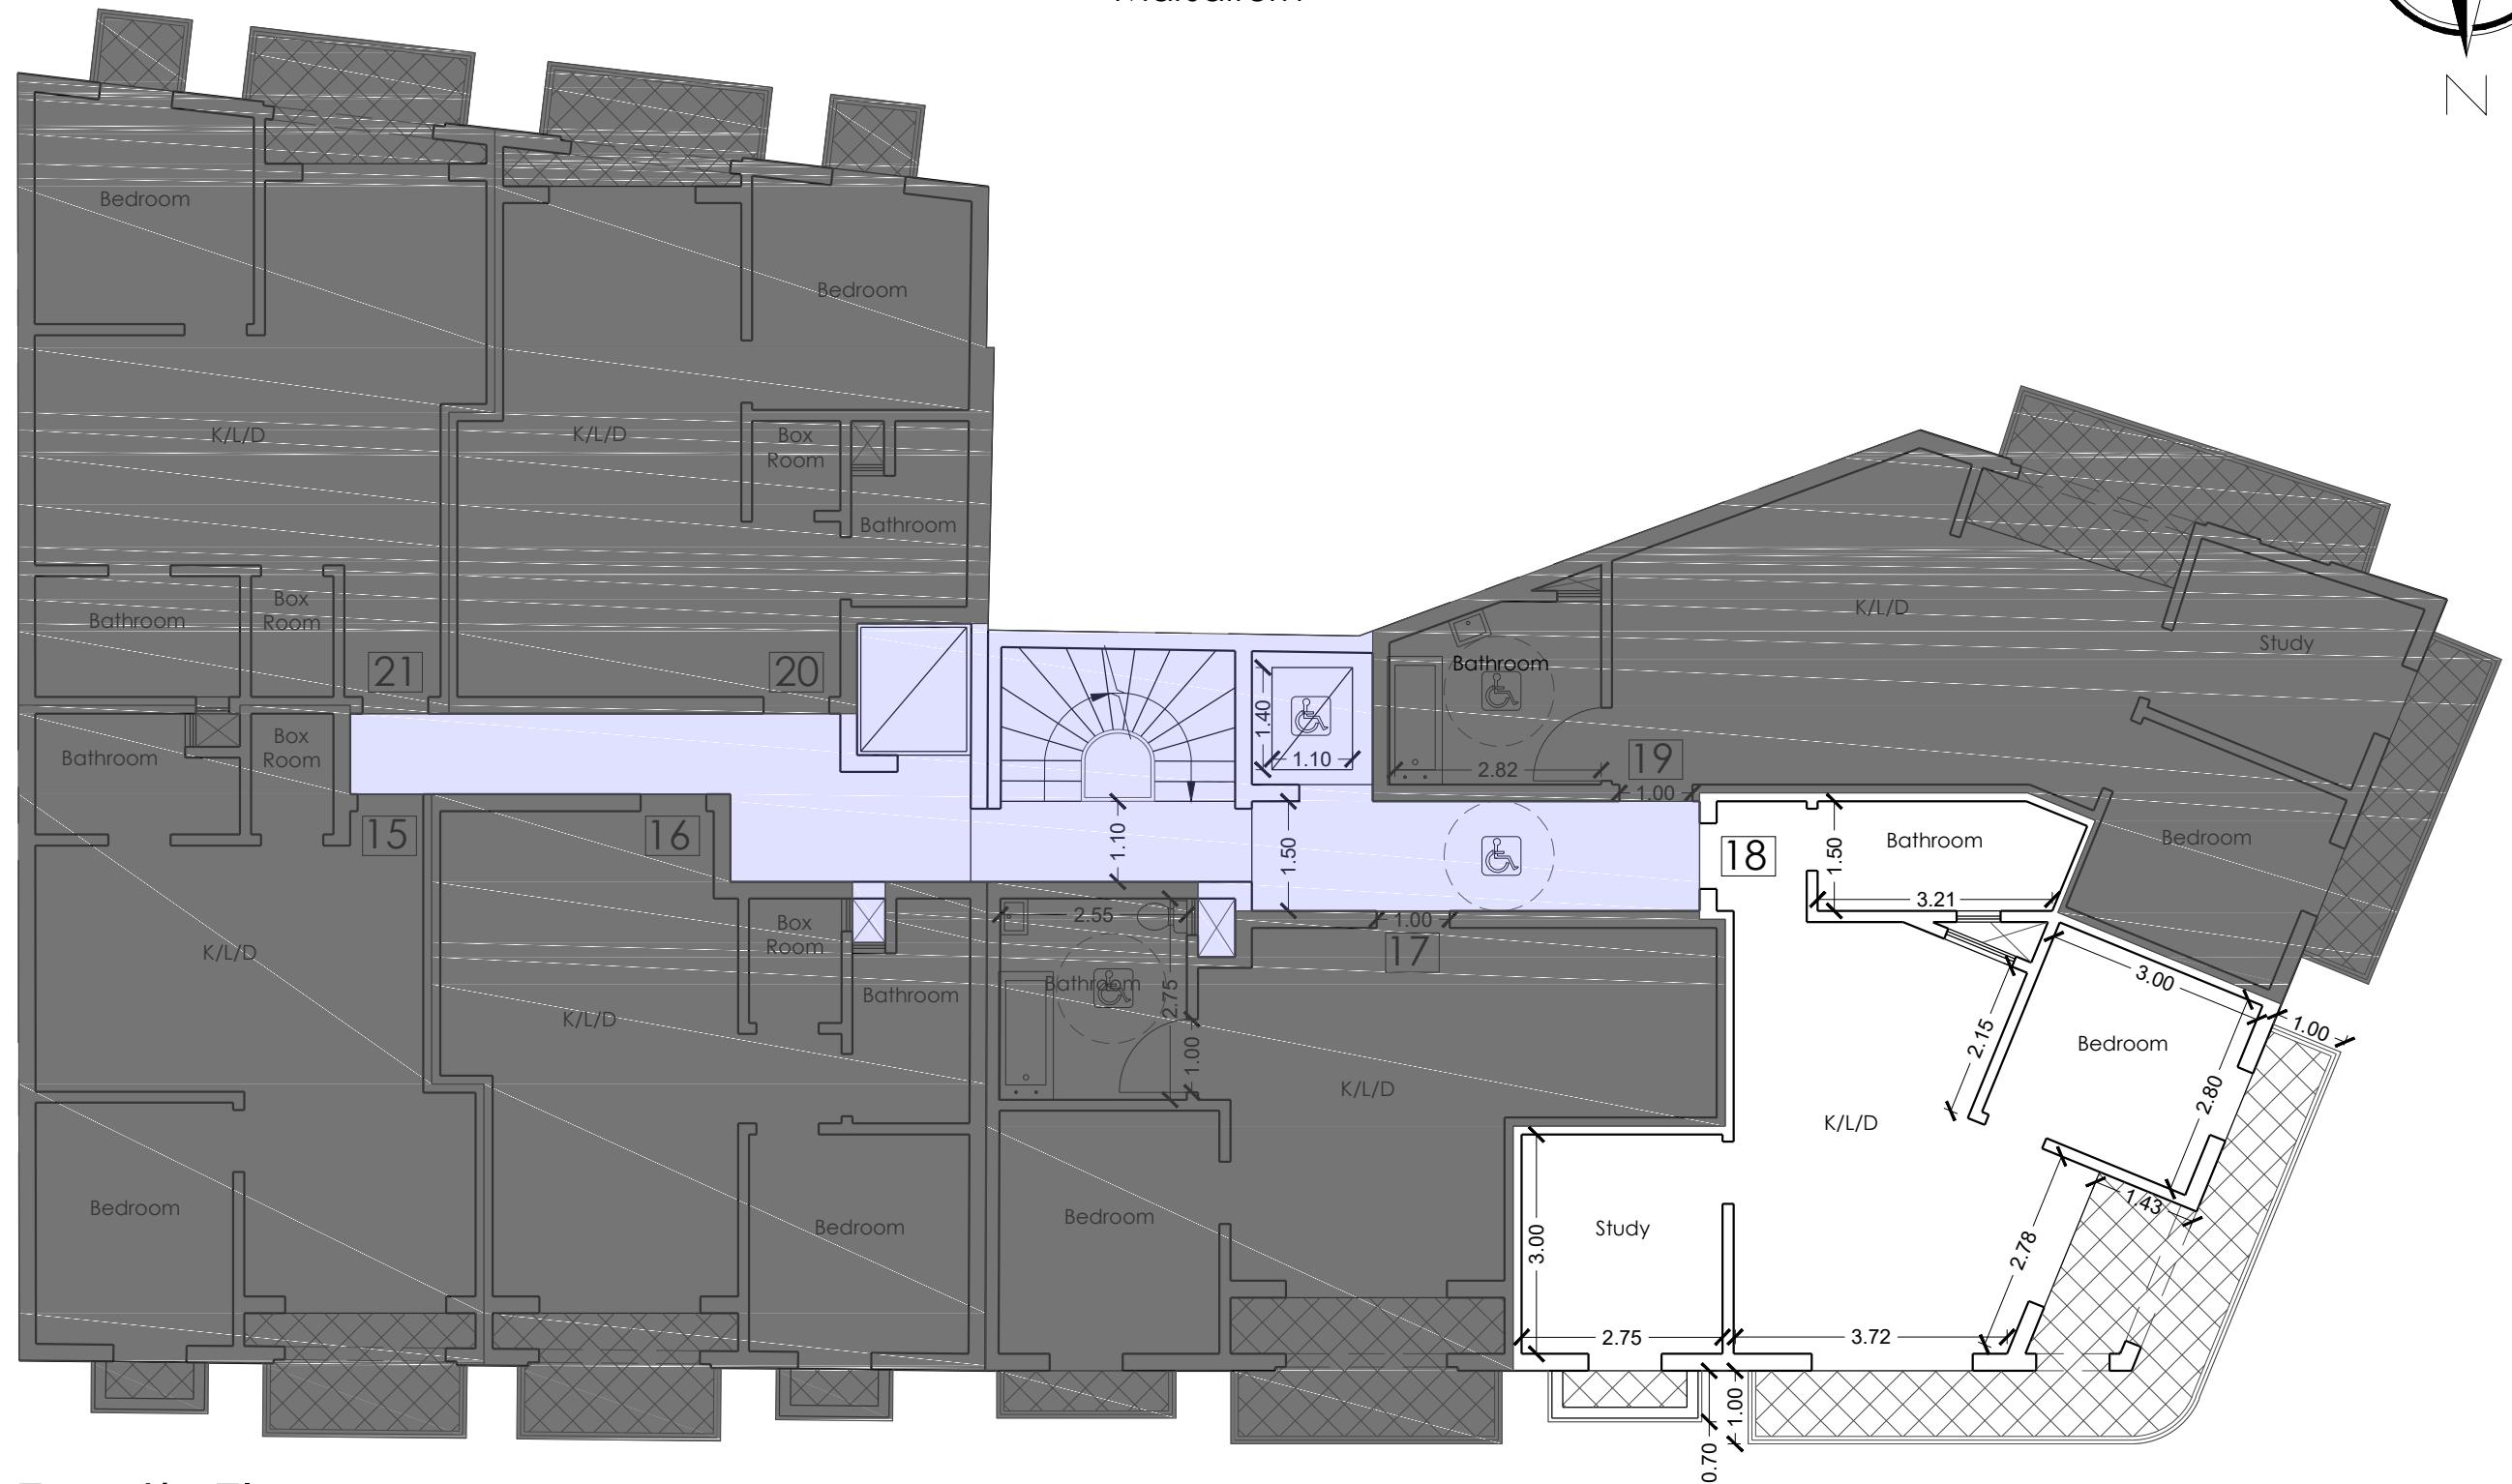 N
Bedroom
Bedroom
K/L/D
K/L/D
Box
Room
Bathroom
Bathroom
Box
Room
21
20
K/L/D
Study
Bathroom
1.40
1.10
2.82
19
1.00
Bedroom
Bathroom
Box
Room
15
16
1.10
1.50
18
1.50
Bathroom
3.21
K/L/D
Box
Room
Bathroom
K/L/D
2.55
Bathroom
2.75
1.00
1.00
17
K/L/D
3.00
1.00
2.15
Bedroom
2.80
K/L/D
1.43
2.78
Bedroom
Bedroom
Bedroom
3.00
Study
2.75
3.72
0.70
1.00